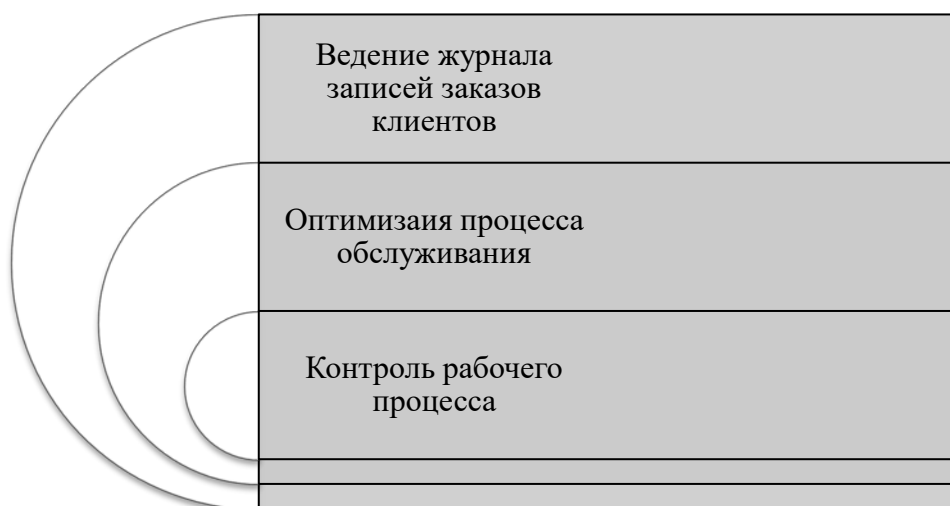 Ведение журнала
записей заказов
клиентов
Оптимизаия процесса
обслуживания
Контроль рабочего
процесса